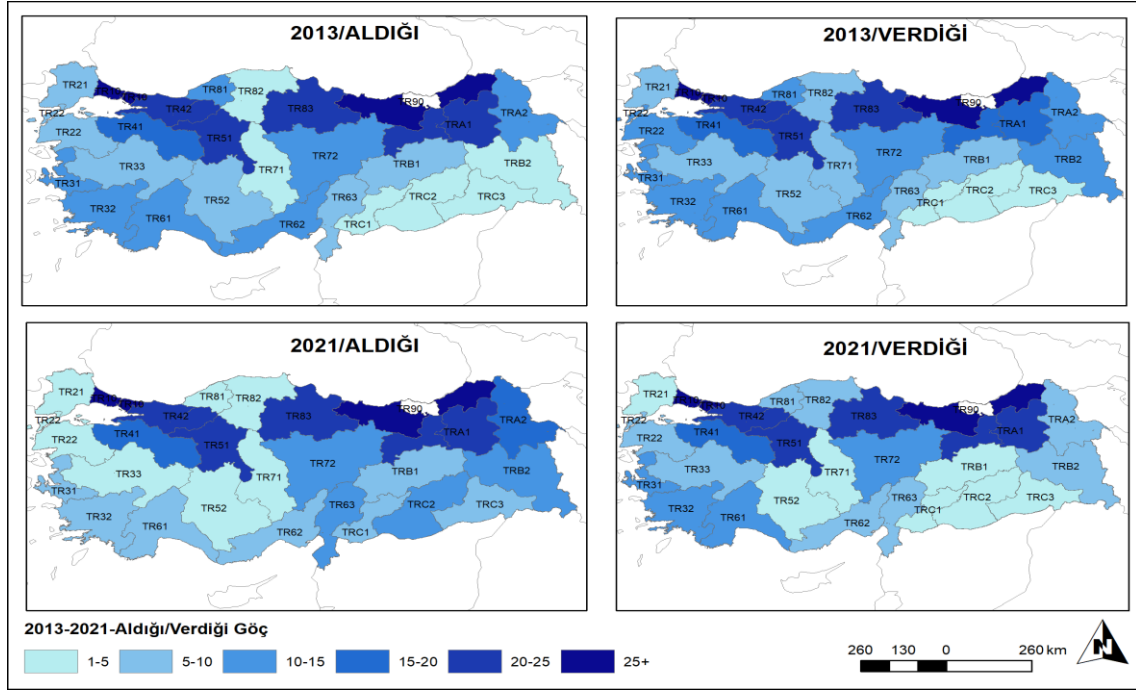 2013/ALDIĞI
TR21
TR81
TR82
TR42
TR83
TR90
TRA2
TR22
TR41
TR51
TRA1
TR22
TR72
TR33
TR71
TRB1
TRB2
TR31
TR63
TRC2
TRC3
TR52
TR32
TR61
TR62
TRC1
2013/VERDİĞİ
TR21
TR81
TR82
TR42
TR83
TR90
TRA2
TR22
TR41
TR51
TRA1
TR22
TR72
TR33
TR71
TRB1
TRB2
TR31
TR63
TRC2
TRC3
TR52
TR32
TRC1
TR61
TR62
2021/ALDIĞI
TR21
TR81
TR82
TR42
TR83
TR90
TRA2
TR22
TR41
TR51
TRA1
TR22
TR72
TR33
TR71
TRB1
TRB2
TR31
TR63
TRC2
TRC3
TR52
TR32
TR61
TR62
TRC1
2021/VERDİĞİ
TR21
TR81
TR82
TR42
TR83
TR90
TRA2
TR22
TR41
TR51
TRA1
TR22
TR72
TR33
TR71
TRB1
TRB2
TR31
TR63
TRC2
TRC3
TR52
TR32
TRC1
TR61
TR62
2013-2021-Aldığı/Verdiği Göç
1-5 5-10 10-15 15-20 20-25 25+
260 130 0 260 km
N